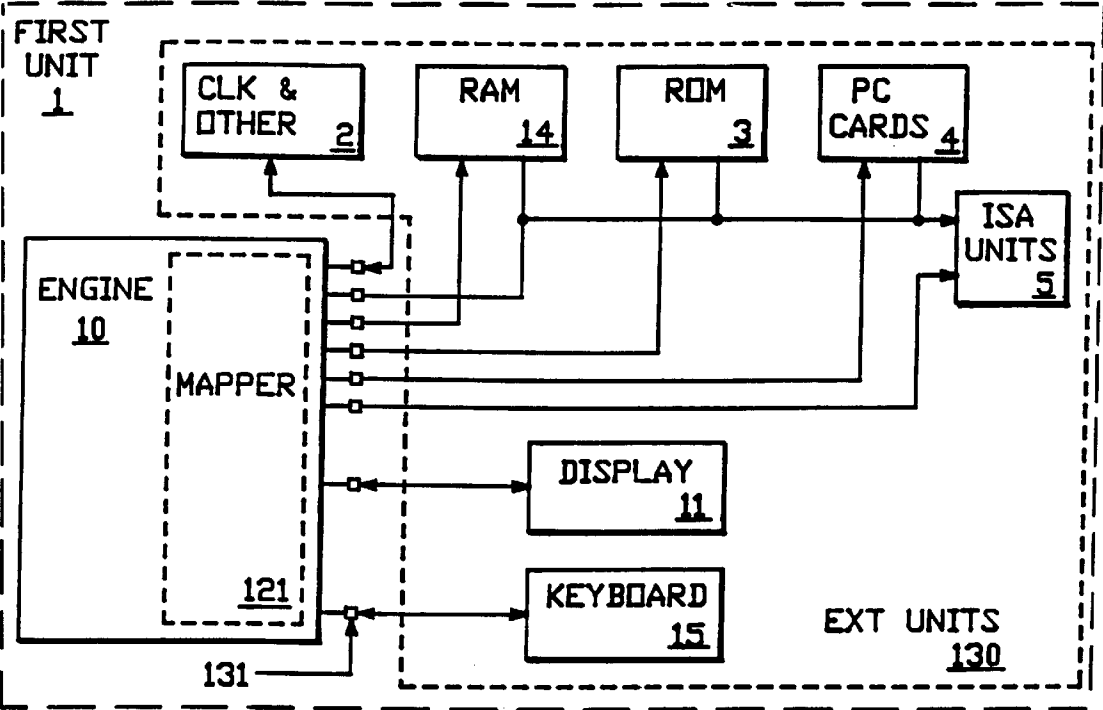 FIRST
UNIT
1
CLK &
OTHER
2
RAM
14
ROM
3
PC
CARDS
4
ISA
UNITS
5
ENGINE
10
MAPPER
121
DISPLAY
11
KEYBOARD
15
EXT UNITS
130
131